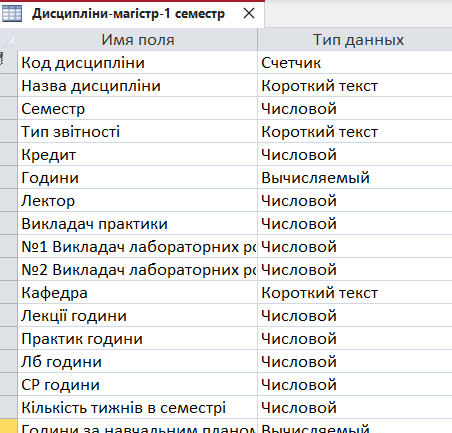 Дисципліни-магістр-1 семестр
Имя поля Тип данных
Код дисципліни Счетчик
Назва дисципліни Короткий текст
Семестр Числовой
Тип звітності Короткий текст
Кредит Числовой
Години Вычисляемый
Лектор Числовой
Викладач практики Числовой
№1 Викладач лабораторних ро Числовой
№2 Викладач лабораторних ро Числовой
Кафедра Короткий текст
Лекції години Числовой
Практик години Числовой
Лб години Числовой
СР години Числовой
Кількість тижнів в семестрі Числовой
Години за навчальним планом Вычисляемый